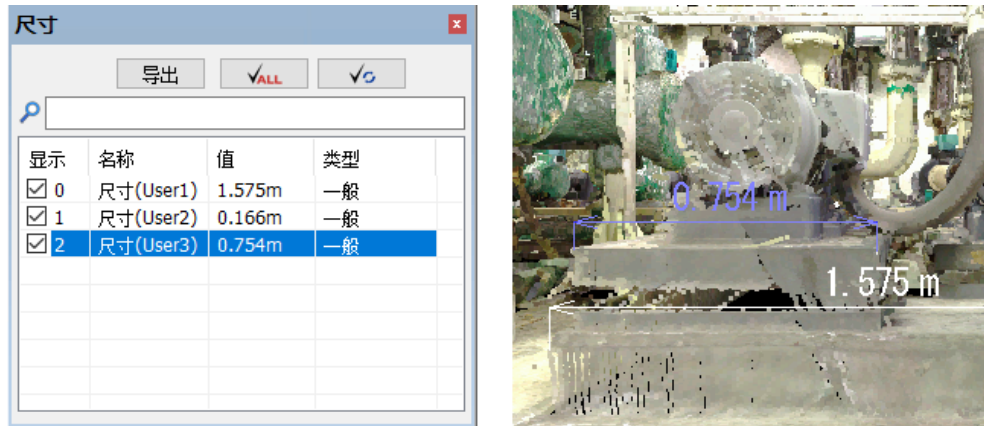 尺寸
导出
ALL
显示 名称 值 类型
0 尺寸(User1) 1.575m 一般
1 尺寸(User2) 0.166m 一般
2 尺寸(User3) 0.754m 一般
0.754 m
1.575 m